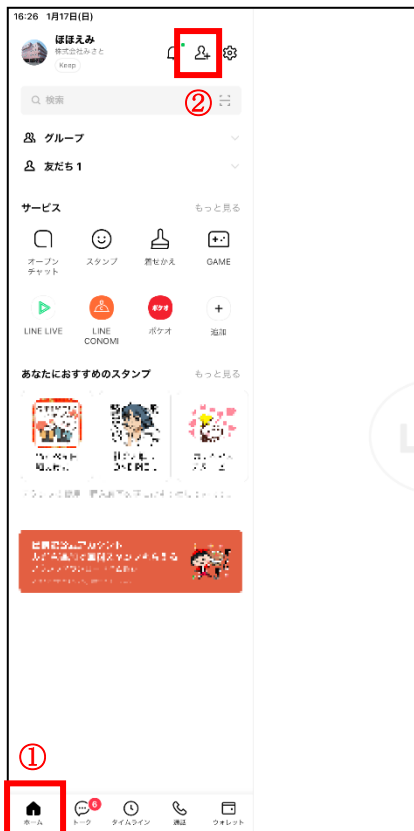 16:26 1月17日(日)
ほほえみ
株式会社みさと
Keep
②
検索
グループ
友だち 1
サービス
もっと見る
オープン
チャット
スタンプ
着せかえ
GAME
LINE LIVE
LINE
CONOMI
ポケオ
追加
あなたにおすすめのスタンプ
もっと見る
①
6
ホーム
トーク
タイムライン
通話
ウォレット